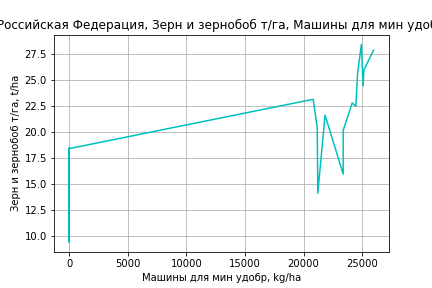 Российская Федерация, Зерн и зернобоб т/га, Машины для мин удоб
27.5
25.0
22.5
20.0
17.5
15.0
12.5
10.0
Зерн и зернобоб т/га, t/ha
0 5000 10000 15000 20000 25000
Машины для мин удобр, kg/ha